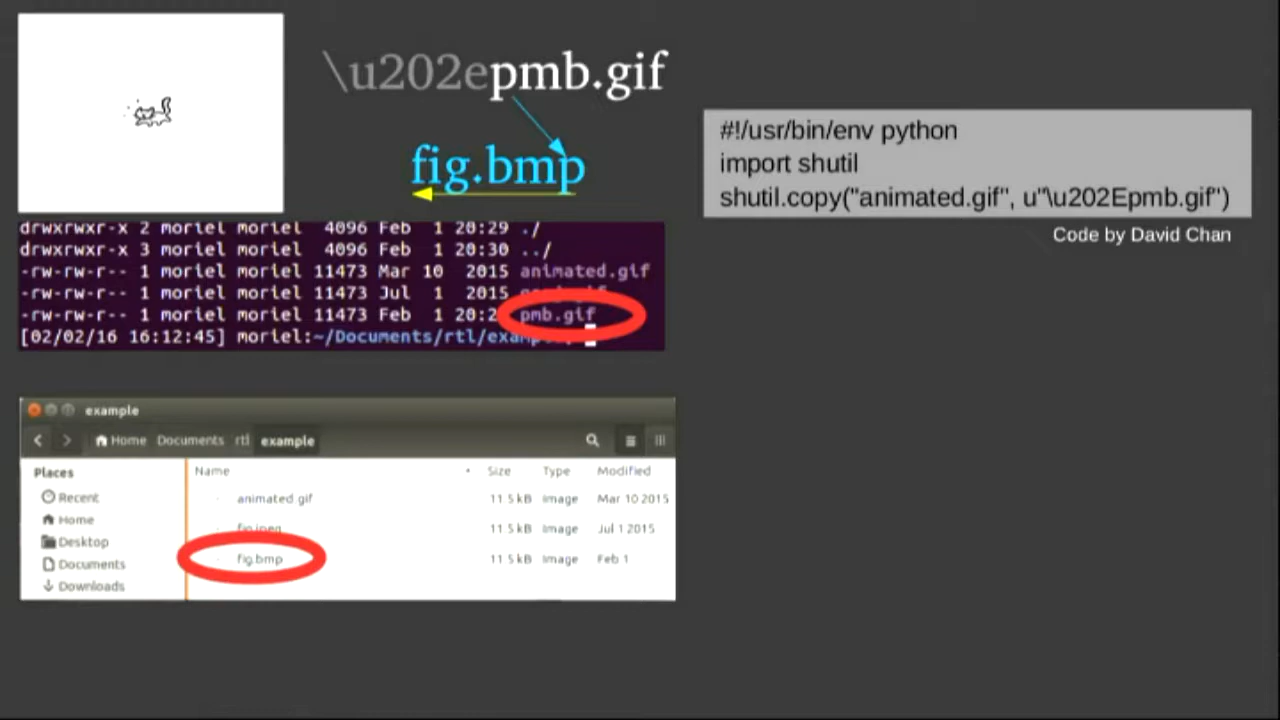 \u202epmb.gif
fig.bmp
#!/usr/bin/env python
import shutil
shutil.copy("animated.gif", u"\u202Epmb.gif")
Code by David Chan
drwxrwxr-x 2 moriel moriel 4096 Feb 1 20:29 ./
drwxrwxr-x 3 moriel moriel 4096 Feb 1 20:30 ../
-rw-rw-r-- 1 moriel moriel 11473 Mar 10 2015 animated.gif
-rw-rw-r-- 1 moriel moriel 11473 Jul 1 2015
-rw-rw-r-- 1 moriel moriel 11473 Feb 1 pmb.gif
[02/02/16 16:12:45] moriel:~/Documents/rtl/
example
Home Documents rtl example
Places
Recent
Home
Desktop
Documents
Downloads
Name Size Type Modified
animated gif 11 5 kB Image Mar 10 2015
11 5 kB Image Jul 1 2015
fig.bmp 11 5 kB Image Feb 1